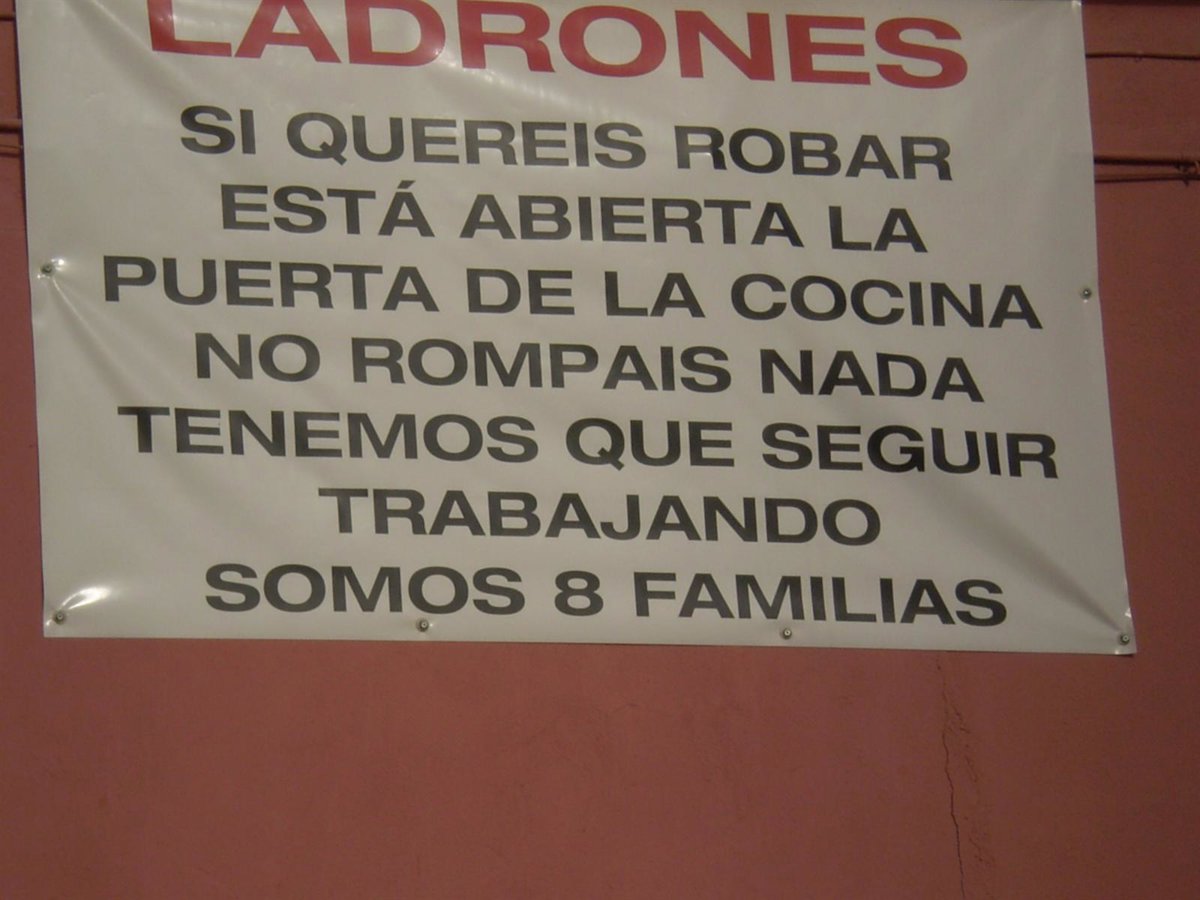 LADRONES
SI QUEREIS ROBAR
ESTÁ ABIERTA LA
PUERTA DE LA COCINA
NO ROMPAIS NADA
TENEMOS QUE SEGUIR
TRABAJANDO
SOMOS 8 FAMILIAS